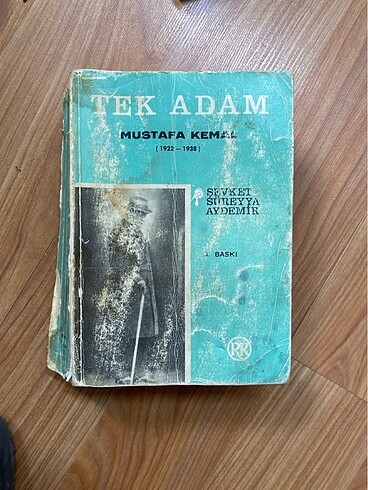 TEK ADAM
MUSTAFA KEMAL
( 1922 — 1938 )
ŞEVKET
SÜREYYA
AYDEMİR
BASKI
RK